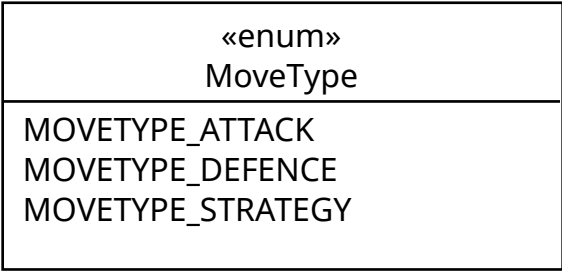 «enum»
MoveType
MOVETYPE_ATTACK
MOVETYPE_DEFENCE
MOVETYPE_STRATEGY